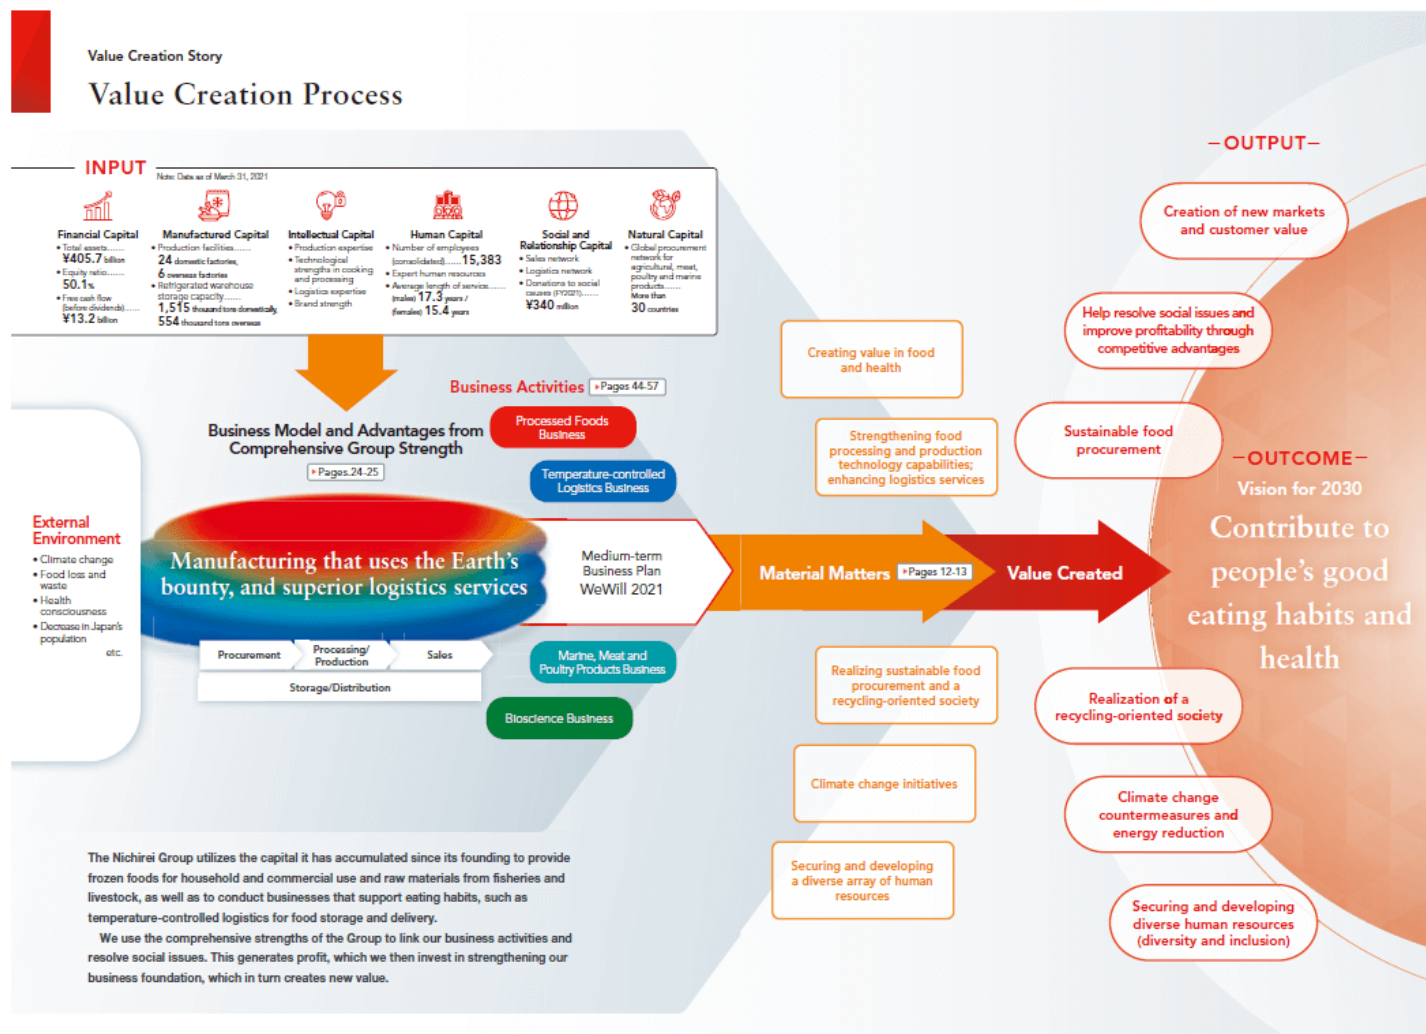 Value Creation Story
Value Creation Process
INPUT
Note: Data as of March 31, 2021
Financial Capital
• Total assets......
¥405.7 billion
• Equity ratio......
50.1%
• Free cash flow
(before dividends)......
¥13.2 billion
Manufactured Capital
• Production facilities......
24 domestic factories,
6 overseas factories
• Refrigerated warehouse
storage capacity......
1,515 thousand tons domestically,
554 thousand tons overseas
Intellectual Capital
• Production expertise
• Technological
strengths in cooking
and processing
• Logistics expertise
• Brand strength
Human Capital
• Number of employees
(consolidated)......15,383
• Expert human resources
• Average length of service......
(males) 17.3 years /
(females) 15.4 years
Social and
Relationship Capital
• Sales network
• Logistics network
• Donations to social
causes (FY2021)......
¥340 million
Natural Capital
• Global procurement
network for
agricultural, meat,
poultry and marine
products......
More than
30 countries
External
Environment
• Climate change
• Food loss and
waste
• Health
consciousness
• Decrease in Japan's
population
etc.
Business Model and Advantages from
Comprehensive Group Strength
▸Pages.24-25
Manufacturing that uses the Earth's
bounty, and superior logistics services
Procurement
Processing/
Production
Sales
Storage/Distribution
Business Activities ▸Pages 44-57
Processed Foods
Business
Temperature-controlled
Logistics Business
Medium-term
Business Plan
WeWill 2021
Marine, Meat and
Poultry Products Business
Bioscience Business
Creating value in food
and health
Strengthening food
processing and production
technology capabilities;
enhancing logistics services
Material Matters ▸Pages 12-13
Realizing sustainable food
procurement and a
recycling-oriented society
Climate change initiatives
Securing and developing
a diverse array of human
resources
Value Created
–OUTPUT–
Creation of new markets
and customer value
Help resolve social issues and
improve profitability through
competitive advantages
Sustainable food
procurement
Realization of a
recycling-oriented society
Climate change
countermeasures and
energy reduction
Securing and developing
diverse human resources
(diversity and inclusion)
–OUTCOME–
Vision for 2030
Contribute to
people's good
eating habits and
health
The Nichirei Group utilizes the capital it has accumulated since its founding to provide
frozen foods for household and commercial use and raw materials from fisheries and
livestock, as well as to conduct businesses that support eating habits, such as
temperature-controlled logistics for food storage and delivery.
We use the comprehensive strengths of the Group to link our business activities and
resolve social issues. This generates profit, which we then invest in strengthening our
business foundation, which in turn creates new value.